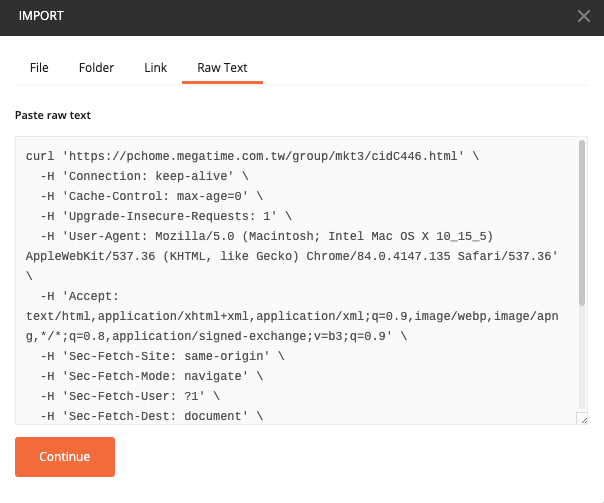 IMPORT
File Folder Link Raw Text
Paste raw text
curl 'https://pchome.megatime.com.tw/group/mkt3/cidC446.html' \
-H 'Connection: keep-alive' \
-H 'Cache-Control: max-age=0' \
-H 'Upgrade-Insecure-Requests: 1' \
-H 'User-Agent: Mozilla/5.0 (Macintosh; Intel Mac OS X 10_15_5)
AppleWebKit/537.36 (KHTML, like Gecko) Chrome/84.0.4147.135 Safari/537.36'
\
-H 'Accept:
text/html,application/xhtml+xml,application/xml;q=0.9,image/webp,image/apn
g,*/*;q=0.8,application/signed-exchange;v=b3;q=0.9' \
-H 'Sec-Fetch-Site: same-origin' \
-H 'Sec-Fetch-Mode: navigate' \
-H 'Sec-Fetch-User: ?1' \
-H 'Sec-Fetch-Dest: document' \
Continue